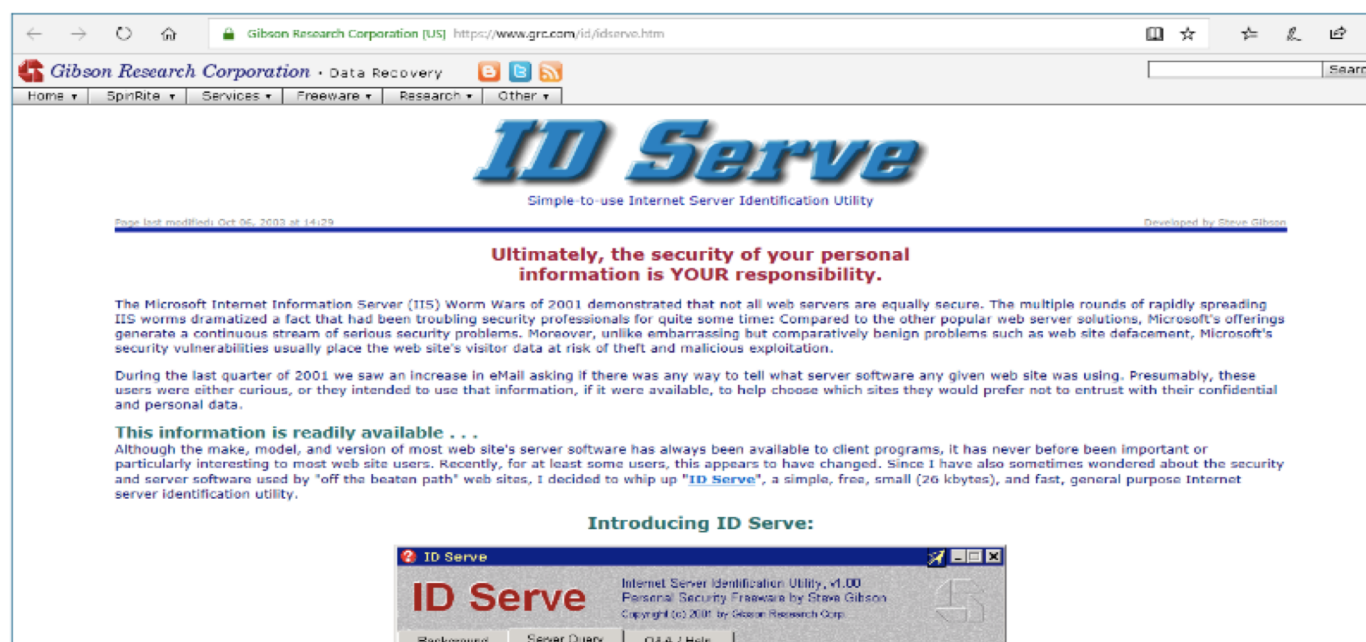 Gibson Research Corporation [US] https://www.grc.com/id/idserve.htm
Gibson Research Corporation · Data Recovery
Searc
Home ▾ SpinRite ▾ Services ▾ Freeware ▾ Research ▾ Other ▾
ID Serve
Simple-to-use Internet Server Identification Utility
Page last modified: Oct 06, 2003 at 14:29 Developed by Steve Gibson
Ultimately, the security of your personal
information is YOUR responsibility.
The Microsoft Internet Information Server (IIS) Worm Wars of 2001 demonstrated that not all web servers are equally secure. The multiple rounds of rapidly spreading
IIS worms dramatized a fact that had been troubling security professionals for quite some time: Compared to the other popular web server solutions, Microsoft's offerings
generate a continuous stream of serious security problems. Moreover, unlike embarrassing but comparatively benign problems such as web site defacement, Microsoft's
security vulnerabilities usually place the web site's visitor data at risk of theft and malicious exploitation.
During the last quarter of 2001 we saw an increase in eMail asking if there was any way to tell what server software any given web site was using. Presumably, these
users were either curious, or they intended to use that information, if it were available, to help choose which sites they would prefer not to entrust with their confidential
and personal data.
This information is readily available . . .
Although the make, model, and version of most web site's server software has always been available to client programs, it has never before been important or
particularly interesting to most web site users. Recently, for at least some users, this appears to have changed. Since I have also sometimes wondered about the security
and server software used by "off the beaten path" web sites, I decided to whip up "ID Serve", a simple, free, small (26 kbytes), and fast, general purpose Internet
server identification utility.
Introducing ID Serve:
ID Serve
ID Serve
Internet Server Identification Utility, v1.00
Personal Security Freeware by Steve Gibson
Copyright (c) 2001 by Gibson Research Corp.
Background Server Query Q&A / Help